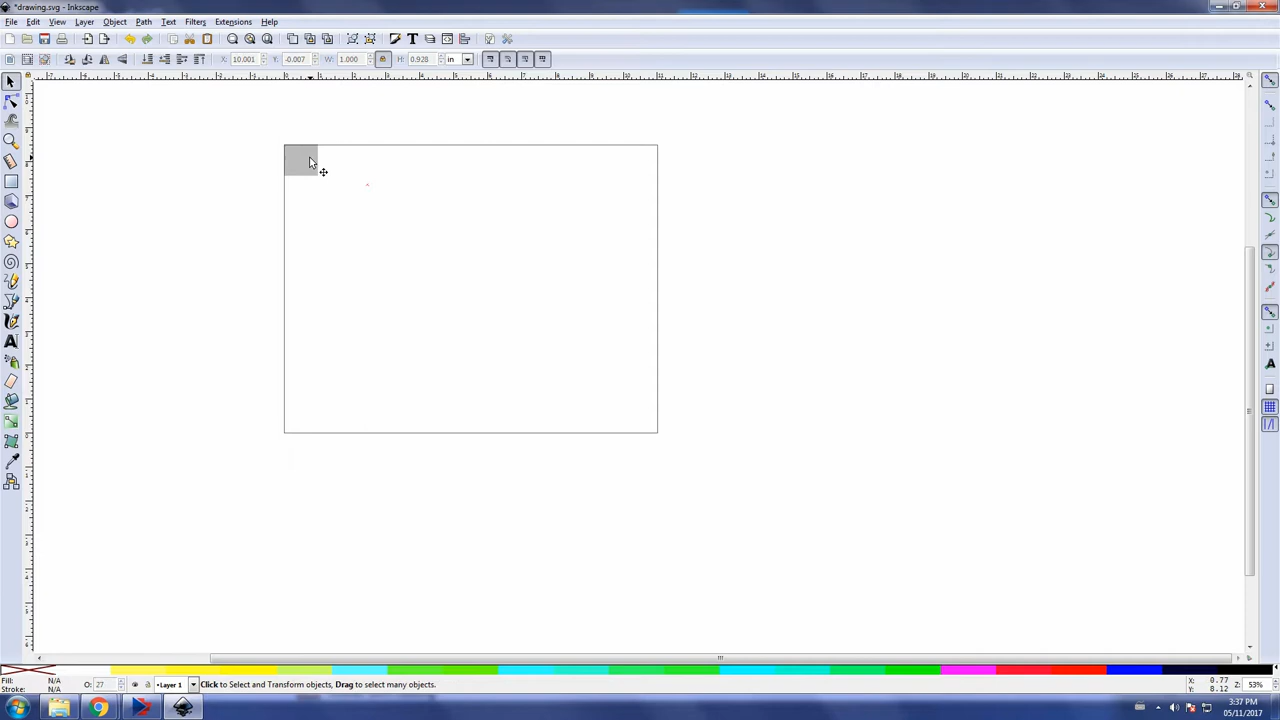 *drawing.svg - Inkscape
File Edit View Layer Object Path Text Filters Extensions Help
X: 10.001 Y: -0.007 W: 1.000 H: 0.928 in
Fill: N/A O: 27 Layer 1 Click to Select and Transform objects, Drag to select many objects. X: 0.77 Z: 53%
Stroke: N/A Y: 8.12
3:37 PM
05/11/2017